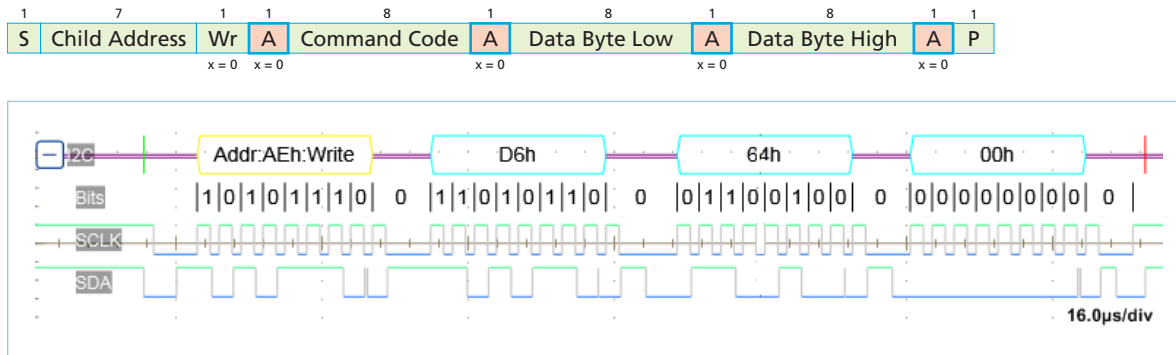 1 7 1 1 8 1 8 1 8 1 1
S Child Address Wr A Command Code A Data Byte Low A Data Byte High A P
x = 0 x = 0 x = 0 x = 0 x = 0
I2C Addr:AEh:Write D6h 64h 00h
Bits 1 0 1 0 1 1 1 0 0 1 1 0 1 0 1 1 0 0 0 1 1 0 0 1 0 0 0 0 0 0 0 0 0 0 0 0
SCLK
SDA
16.0µs/div